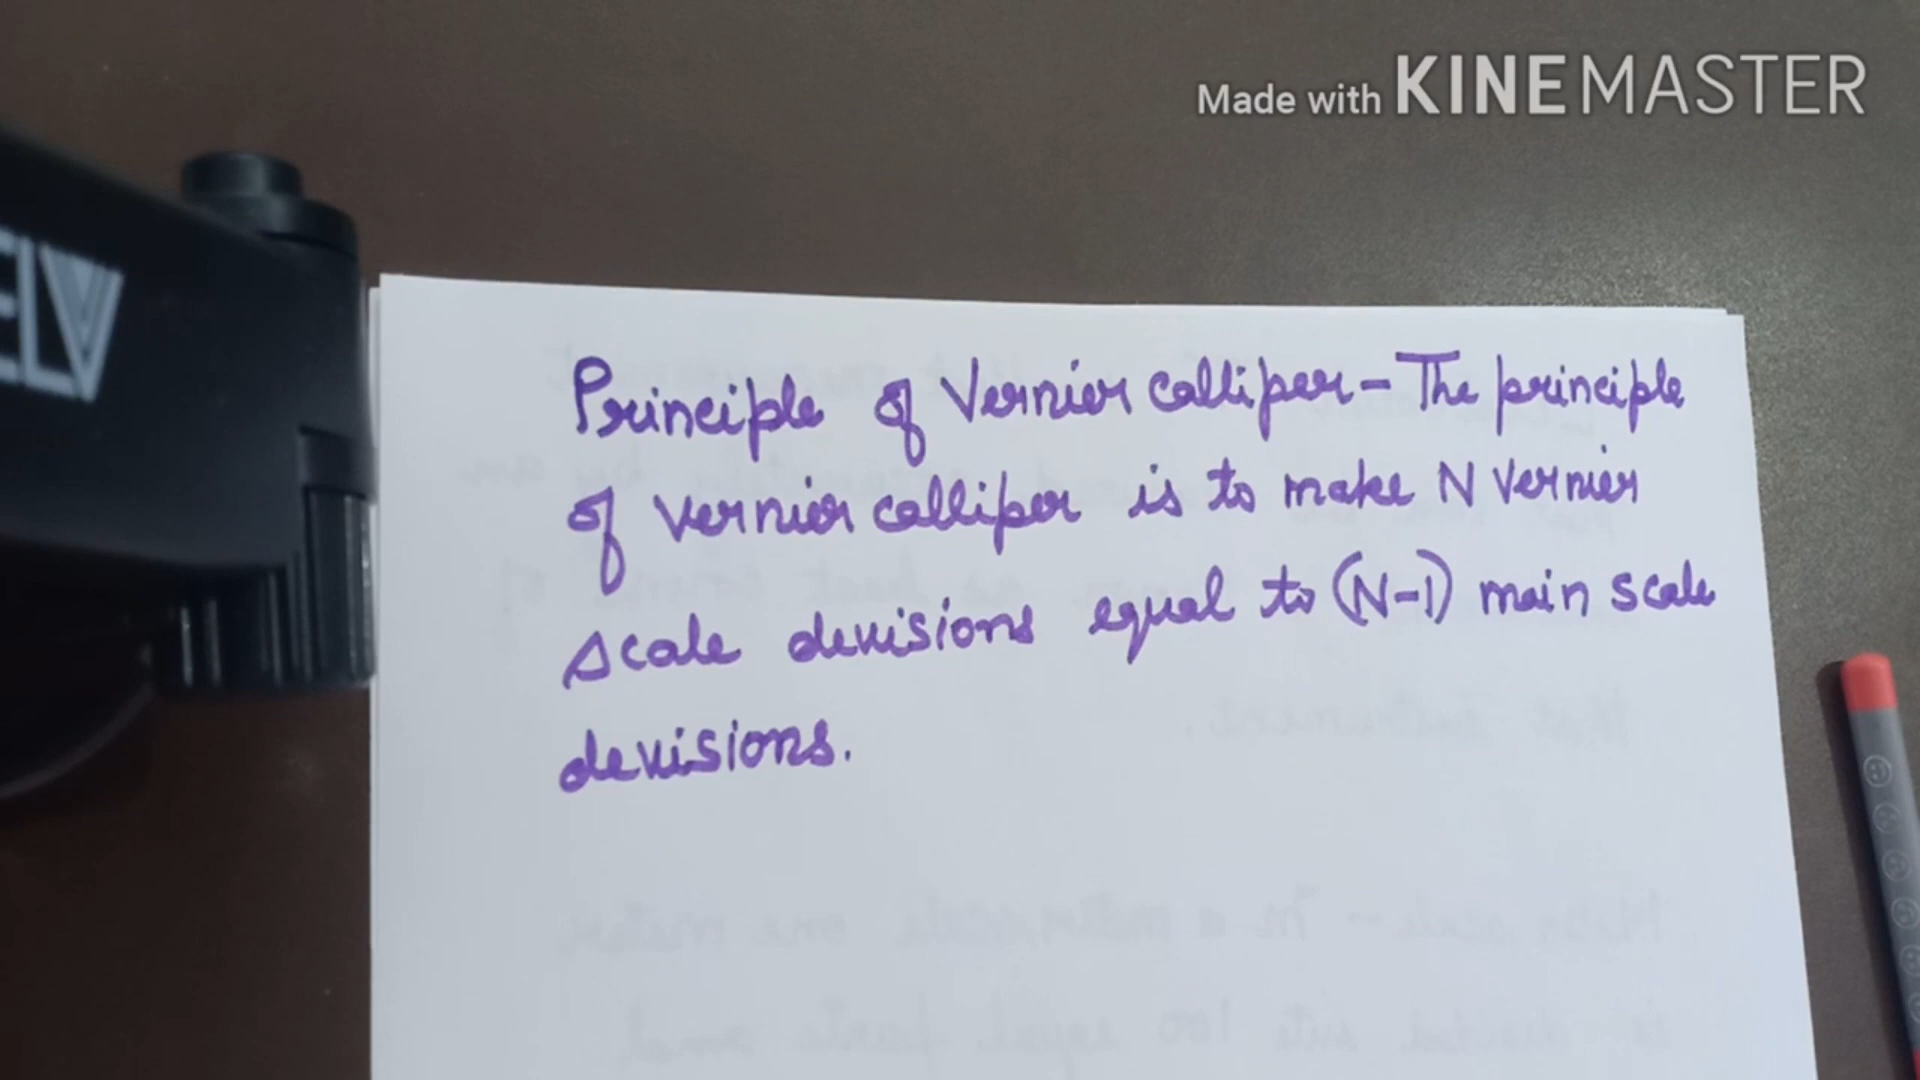 Made with KINEMASTER
ELV
Principle of Vernier calliper - The principle
of vernier calliper is to make N vernier
scale devisions equal to (N-1) main scale
devisions.